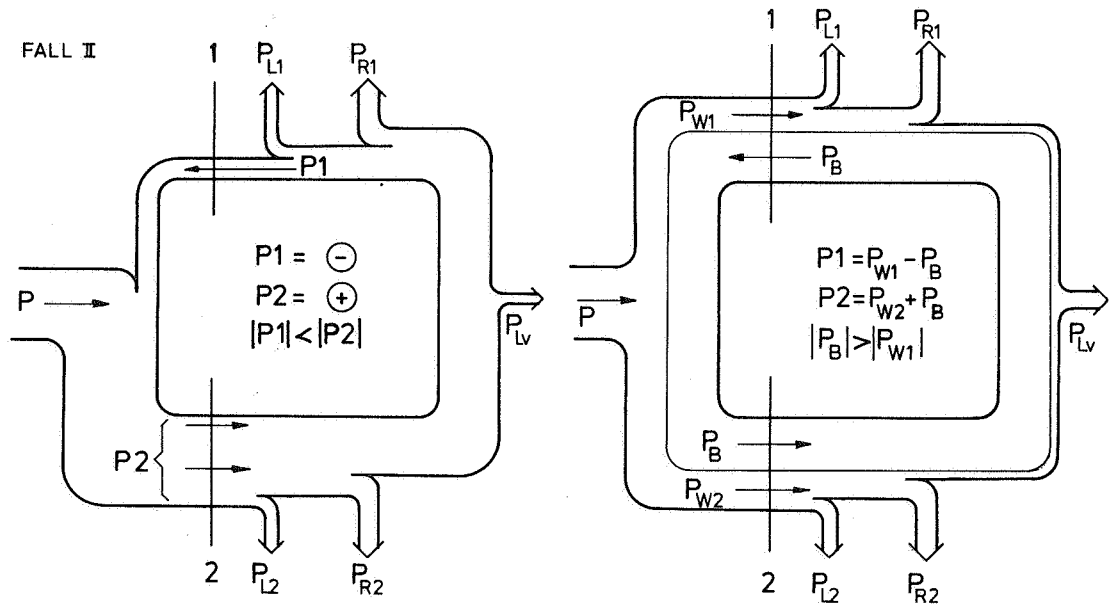 FALL II
1
P_L1
P_R1
P1
P1 = ⊖
P2 = ⊕
|P1| < |P2|
P
P_Lv
P2
2
P_L2
P_R2
1
P_L1
P_R1
P_W1
P_B
P1 = P_W1 - P_B
P2 = P_W2 + P_B
|P_B| > |P_W1|
P
P_Lv
P_B
P_W2
2
P_L2
P_R2